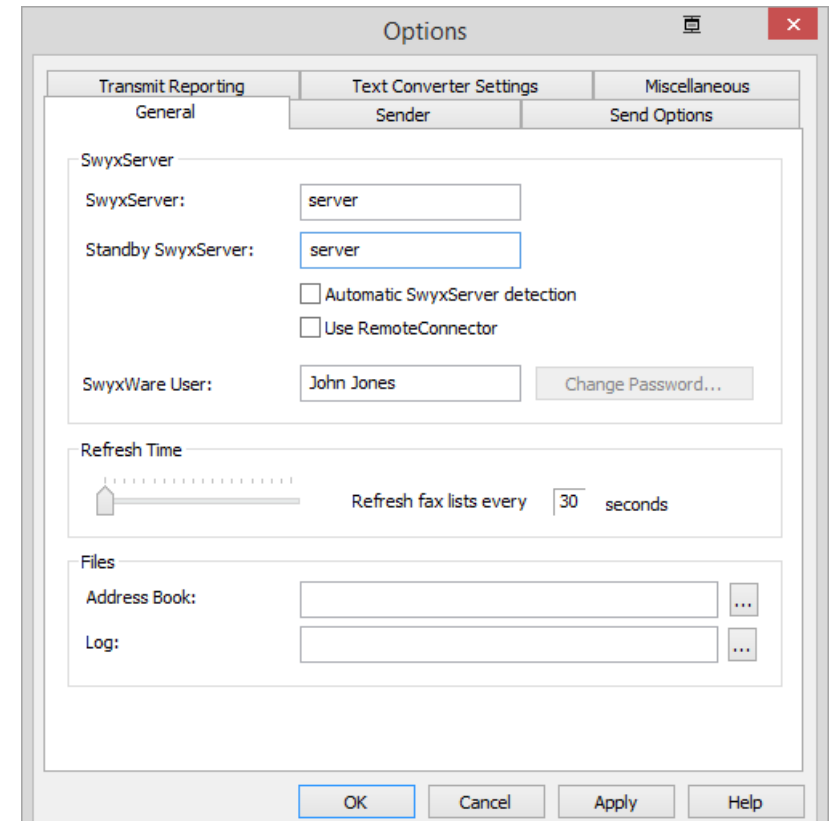 Options
Transmit Reporting Text Converter Settings Miscellaneous
General Sender Send Options
SwyxServer
SwyxServer: server
Standby SwyxServer: server
Automatic SwyxServer detection
Use RemoteConnector
SwyxWare User: John Jones Change Password...
Refresh Time
Refresh fax lists every 30 seconds
Files
Address Book: ...
Log: ...
OK Cancel Apply Help